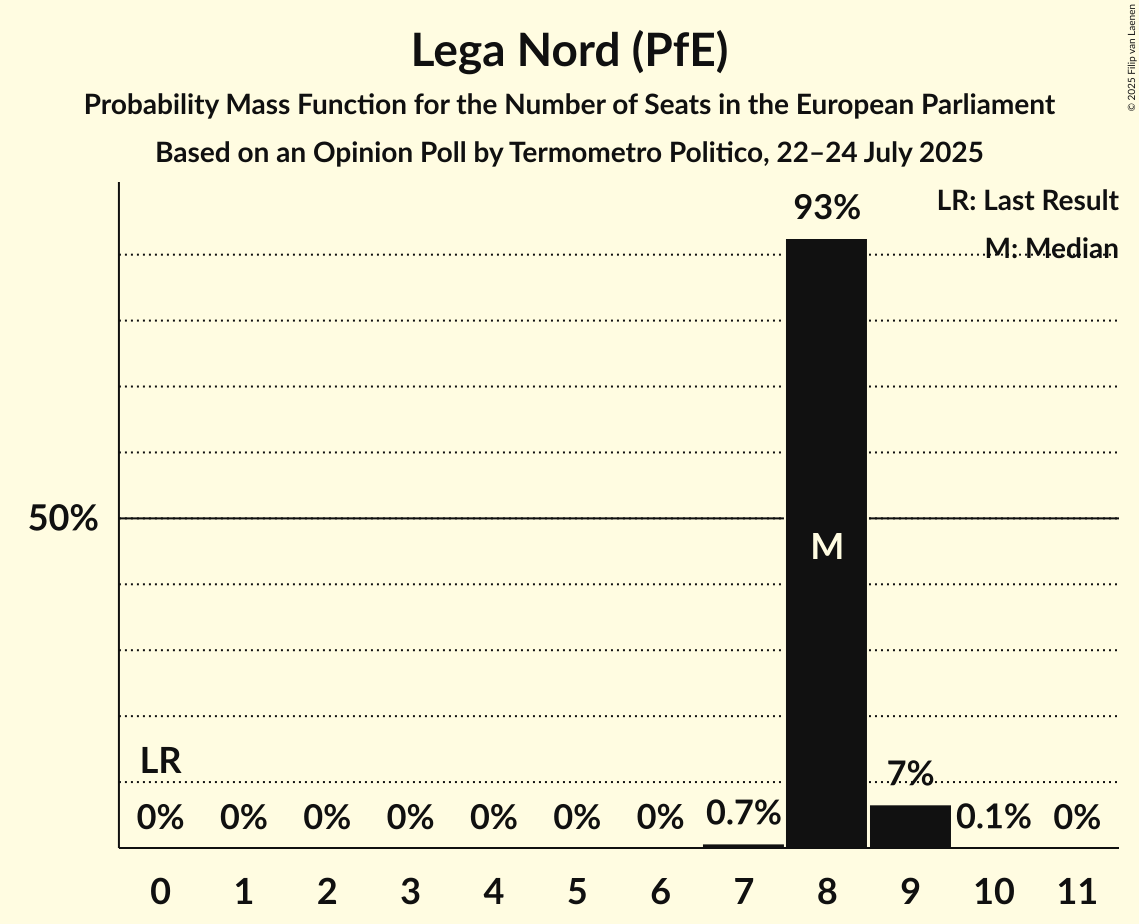 Lega Nord (PfE)
Probability Mass Function for the Number of Seats in the European Parliament
Based on an Opinion Poll by Termometro Politico, 22–24 July 2025
© 2025 Filip van Laenen
LR: Last Result
M: Median
93%
50%
M
LR
0% 0% 0% 0% 0% 0% 0% 0.7% 7% 0.1% 0%
0 1 2 3 4 5 6 7 8 9 10 11